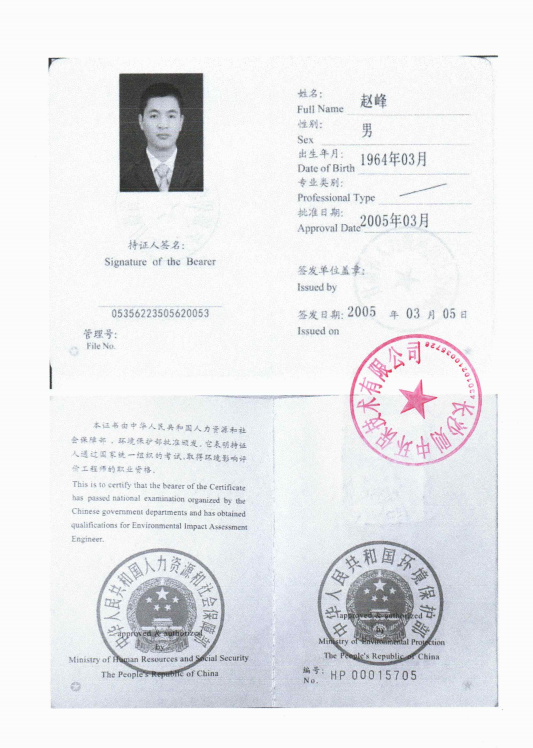 姓名:
Full Name 赵峰
性别:
Sex 男
出生年月:
Date of Birth 1964年03月
专业类别:
Professional Type
批准日期:
Approval Date 2005年03月
持证人签名:
Signature of the Bearer
05356223505620053
管理号:
File No.
签发单位盖章:
Issued by
签发日期: 2005 年 03 月 05 日
Issued on
长沙则中环保技术有限公司
本证书由中华人民共和国人力资源和社
会保障部、环境保护部批准颁发。它表明持证
人通过国家统一组织的考试,取得环境影响评
价工程师的职业资格。
This is to certify that the bearer of the Certificate
has passed national examination organized by the
Chinese government departments and has obtained
qualifications for Environmental Impact Assessment
Engineer.
中华人民共和国人力资源和社会保障部
approved & authorized
by
Ministry of Human Resources and Social Security
The People's Republic of China
中华人民共和国环境保护部
approved & authorized
by
Ministry of Environmental Protection
The People's Republic of China
编号:
No. HP 00015705